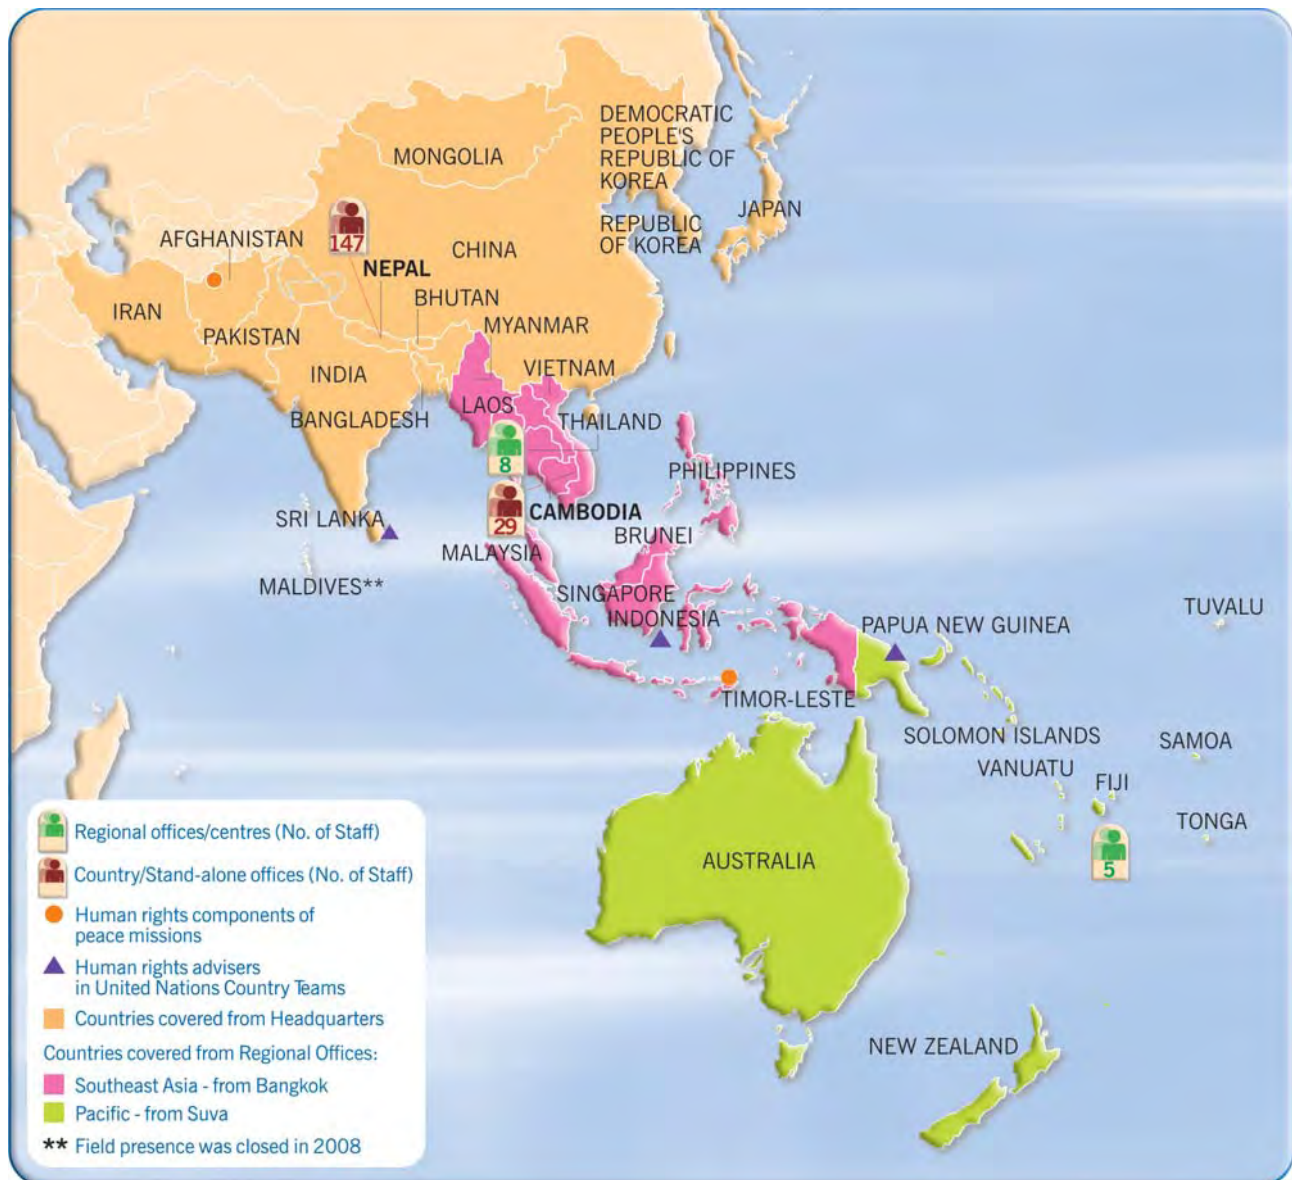 DEMOCRATIC
PEOPLE'S
REPUBLIC OF
KOREA
MONGOLIA
JAPAN
REPUBLIC
OF KOREA
147
AFGHANISTAN
CHINA
NEPAL
BHUTAN
IRAN
MYANMAR
PAKISTAN
VIETNAM
INDIA
LAOS
BANGLADESH
THAILAND
8
PHILIPPINES
SRI LANKA
29
CAMBODIA
BRUNEI
MALAYSIA
MALDIVES**
SINGAPORE
INDONESIA
PAPUA NEW GUINEA
TUVALU
TIMOR-LESTE
SOLOMON ISLANDS
SAMOA
VANUATU
FIJI
TONGA
AUSTRALIA
5
NEW ZEALAND
Regional offices/centres (No. of Staff)
Country/Stand-alone offices (No. of Staff)
Human rights components of
peace missions
Human rights advisers
in United Nations Country Teams
Countries covered from Headquarters
Countries covered from Regional Offices:
Southeast Asia - from Bangkok
Pacific - from Suva
** Field presence was closed in 2008